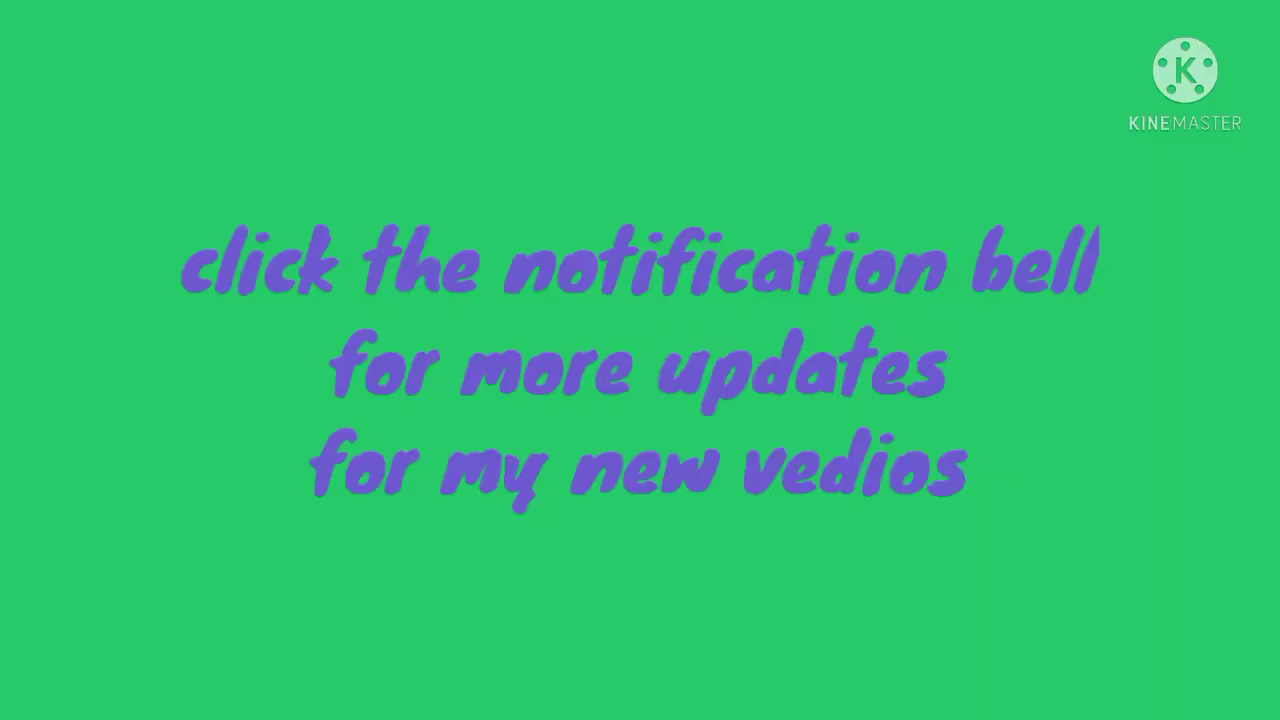 K
KINEMASTER
click the notification bell
for more updates
for my new vedios